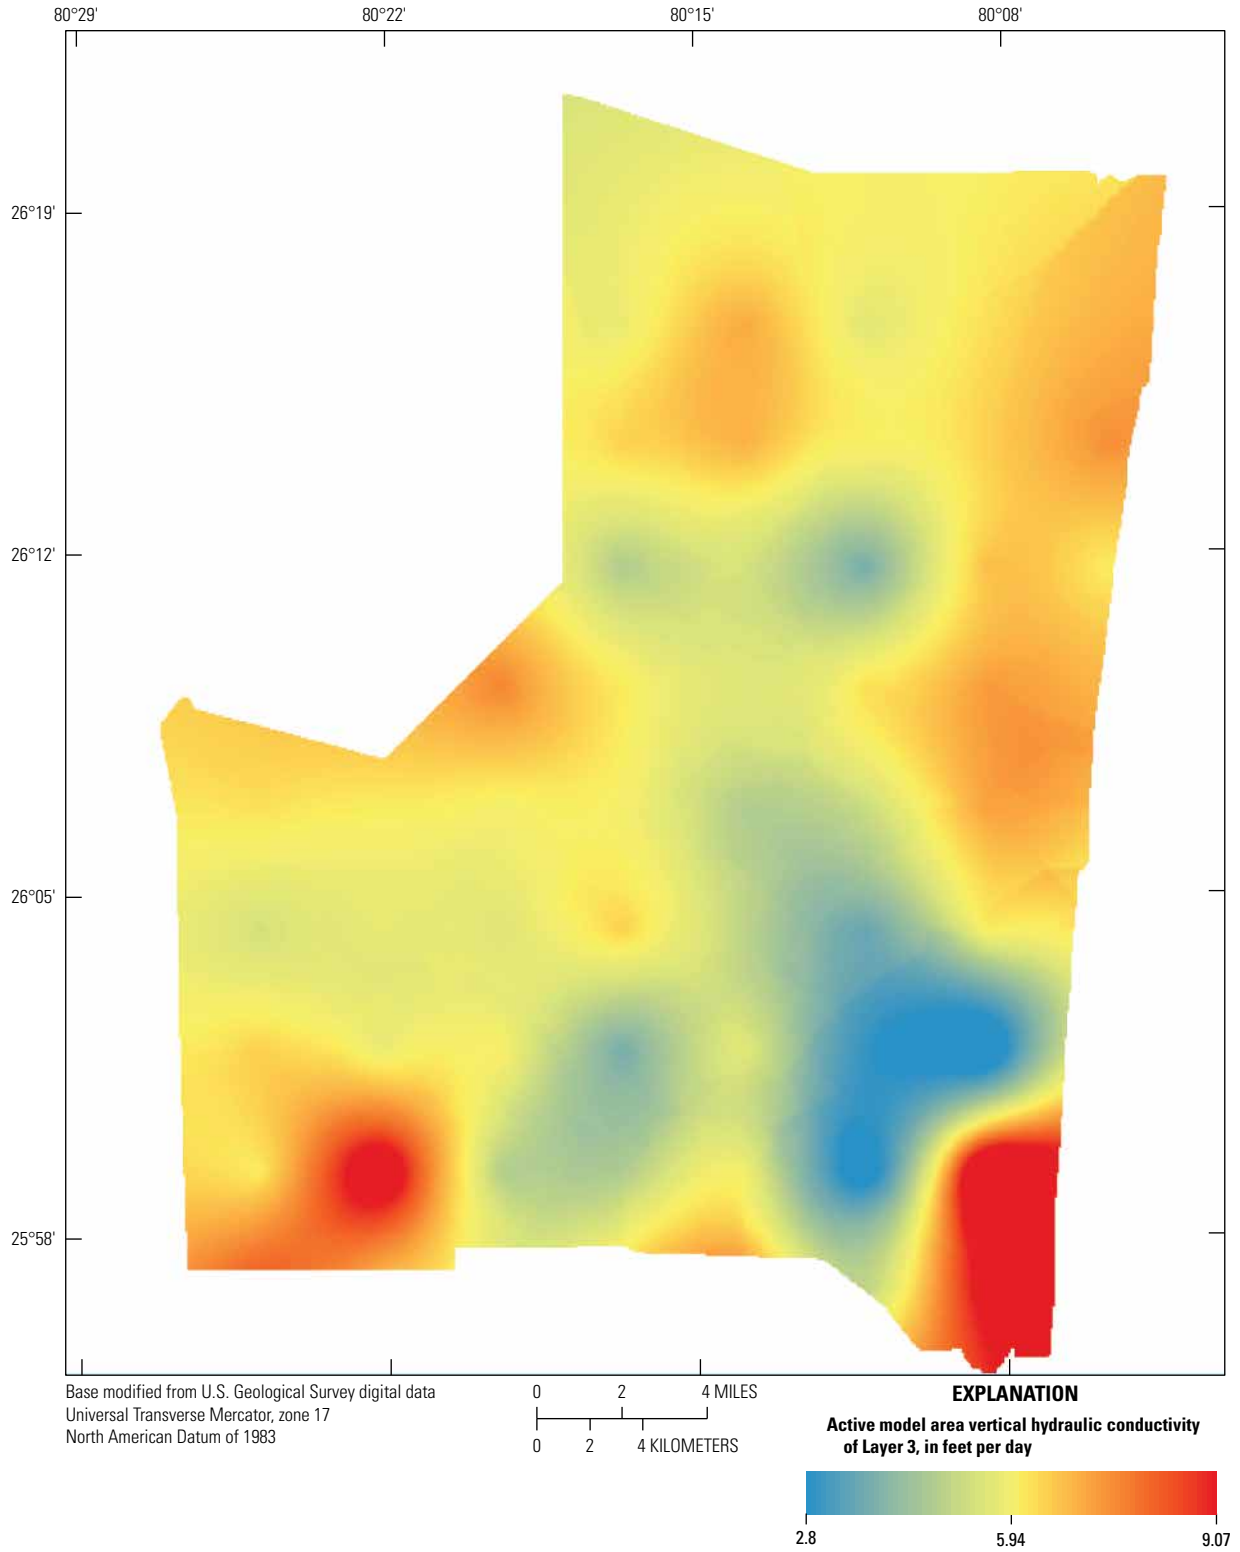 80°29' 80°22' 80°15' 80°08'
26°19'
26°12'
26°05'
25°58'
Base modified from U.S. Geological Survey digital data
Universal Transverse Mercator, zone 17
North American Datum of 1983
0 2 4 MILES
0 2 4 KILOMETERS
EXPLANATION
Active model area vertical hydraulic conductivity
of Layer 3, in feet per day
2.8 5.94 9.07